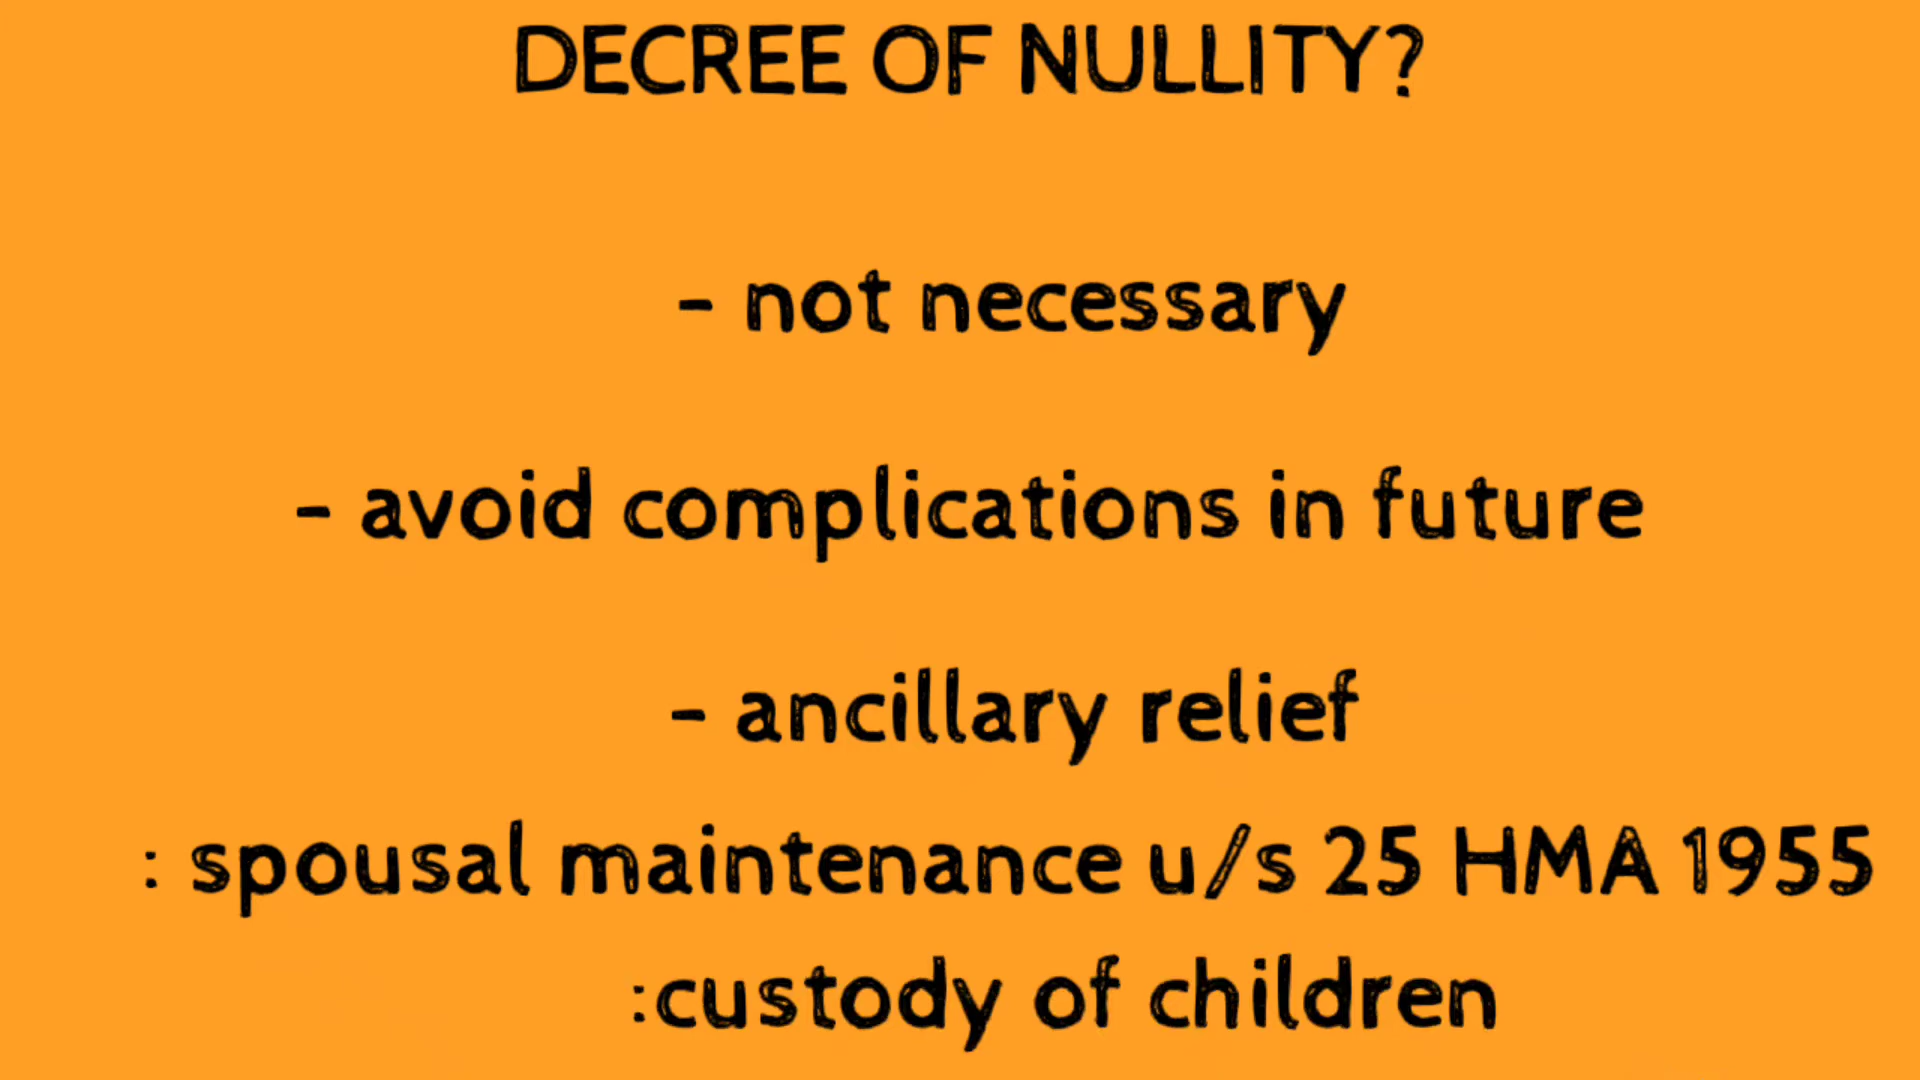 DECREE OF NULLITY?
- not necessary
- avoid complications in future
- ancillary relief
: spousal maintenance u/s 25 HMA 1955
:custody of children